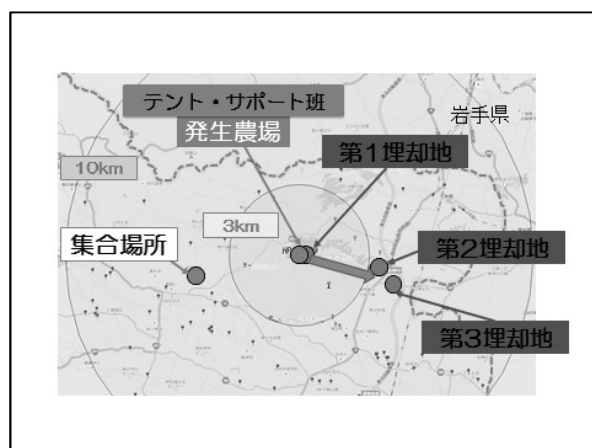 テント・サポート班
発生農場
岩手県
第1埋却地
10km
3km
集合場所
第2埋却地
第3埋却地